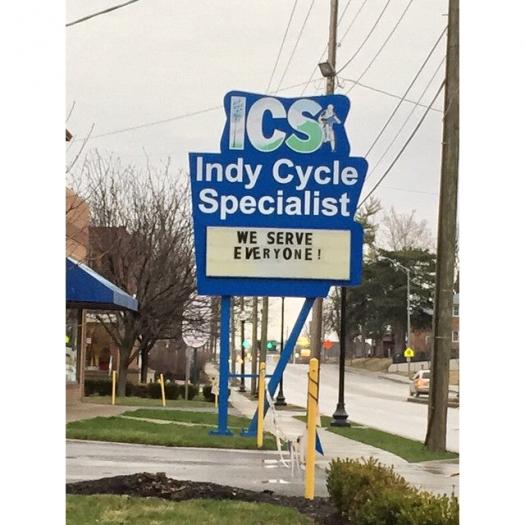 ICS
Indy Cycle
Specialist
WE SERVE
EVERYONE!